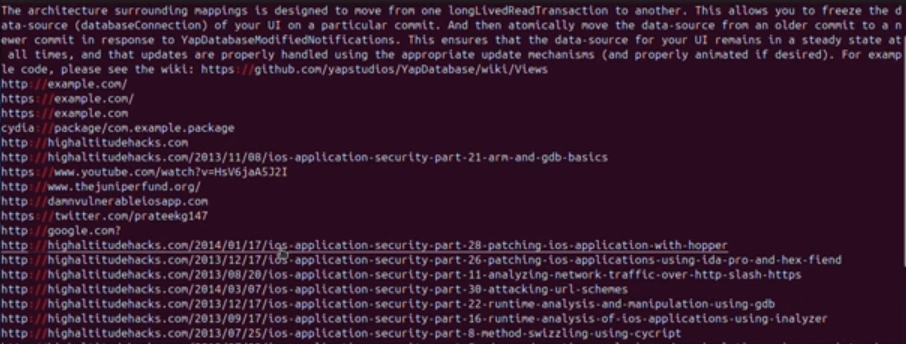 The architecture surrounding mappings is designed to move from one longLivedReadTransaction to another. This allows you to freeze the d
ata-source (databaseConnection) of your UI on a particular commit. And then atomically move the data-source from an older commit to a n
ewer commit in response to YapDatabaseModifiedNotifications. This ensures that the data-source for your UI remains in a steady state at
 all times, and that updates are properly handled using the appropriate update mechanisms (and properly animated if desired). For examp
le code, please see the wiki: https://github.com/yapstudios/YapDatabase/wiki/Views
http://example.com/
https://example.com/
https://example.com
cydia://package/com.example.package
http://highaltitudehacks.com
http://highaltitudehacks.com/2013/11/08/ios-application-security-part-21-arm-and-gdb-basics
https://www.youtube.com/watch?v=HsV6jaA5J2I
http://www.thejuniperfund.org/
http://damnvulnerableiosapp.com
https://twitter.com/prateekg147
http://google.com?
http://highaltitudehacks.com/2014/01/17/ios-application-security-part-28-patching-ios-application-with-hopper
http://highaltitudehacks.com/2013/12/17/ios-application-security-part-26-patching-ios-applications-using-ida-pro-and-hex-fiend
http://highaltitudehacks.com/2013/08/20/ios-application-security-part-11-analyzing-network-traffic-over-http-slash-https
http://highaltitudehacks.com/2014/03/07/ios-application-security-part-30-attacking-url-schemes
http://highaltitudehacks.com/2013/12/17/ios-application-security-part-22-runtime-analysis-and-manipulation-using-gdb
http://highaltitudehacks.com/2013/09/17/ios-application-security-part-16-runtime-analysis-of-ios-applications-using-inalyzer
http://highaltitudehacks.com/2013/07/25/ios-application-security-part-8-method-swizzling-using-cycript